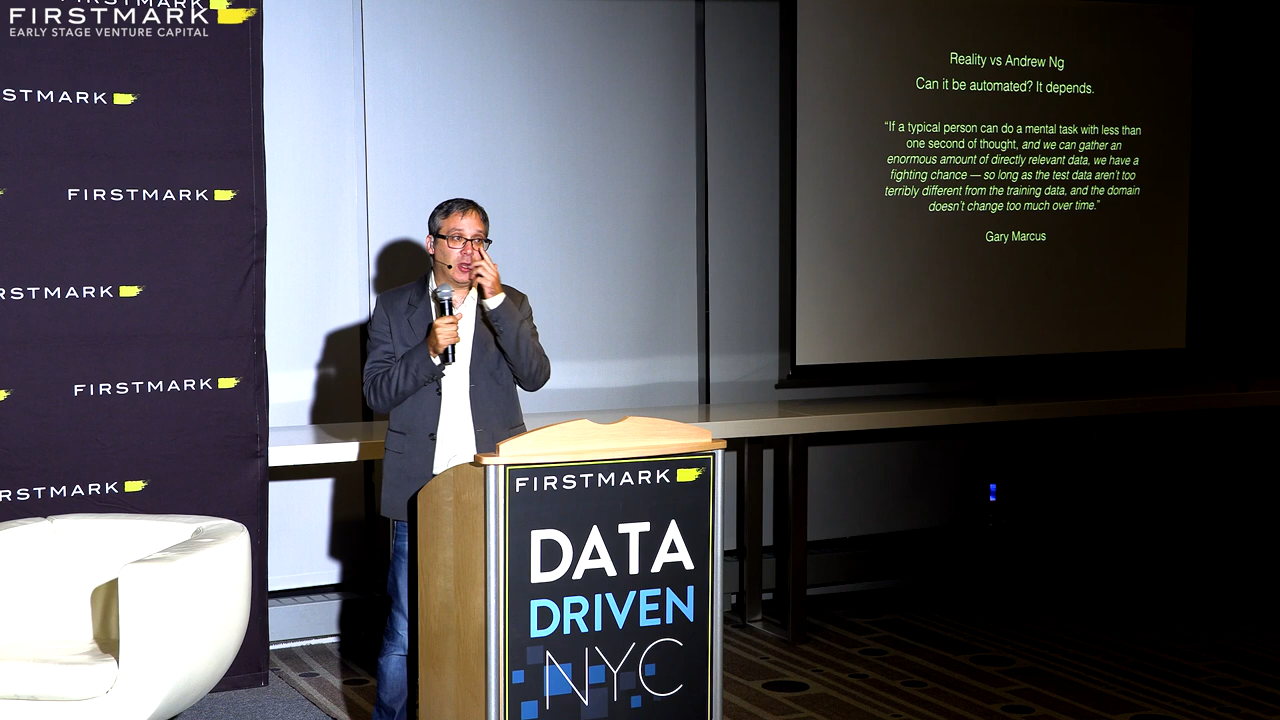 FIRSTMARK
FIRSTMARK
EARLY STAGE VENTURE CAPITAL
STMARK
FIRSTMARK
RSTMARK
FIRSTMARK
RSTMARK
Reality vs Andrew Ng
Can it be automated? It depends.
“If a typical person can do a mental task with less than
one second of thought, and we can gather an
enormous amount of directly relevant data, we have a
fighting chance — so long as the test data aren’t too
terribly different from the training data, and the domain
doesn’t change too much over time.”
Gary Marcus
FIRSTMARK
DATA
DRIVEN
NYC